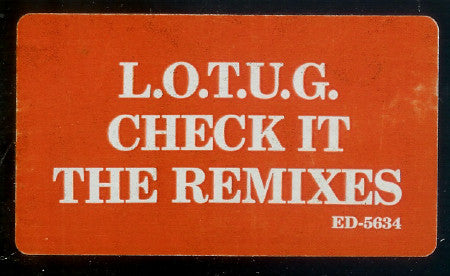 L.O.T.U.G.
CHECK IT
THE REMIXES
ED-5634